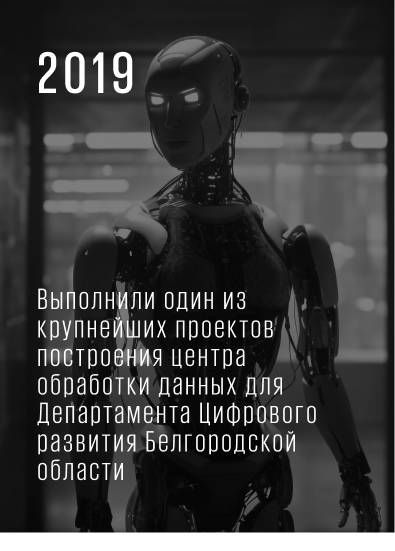 2019
Выполнили один из
крупнейших проектов
построения центра
обработки данных для
Департамента Цифрового
развития Белгородской
области